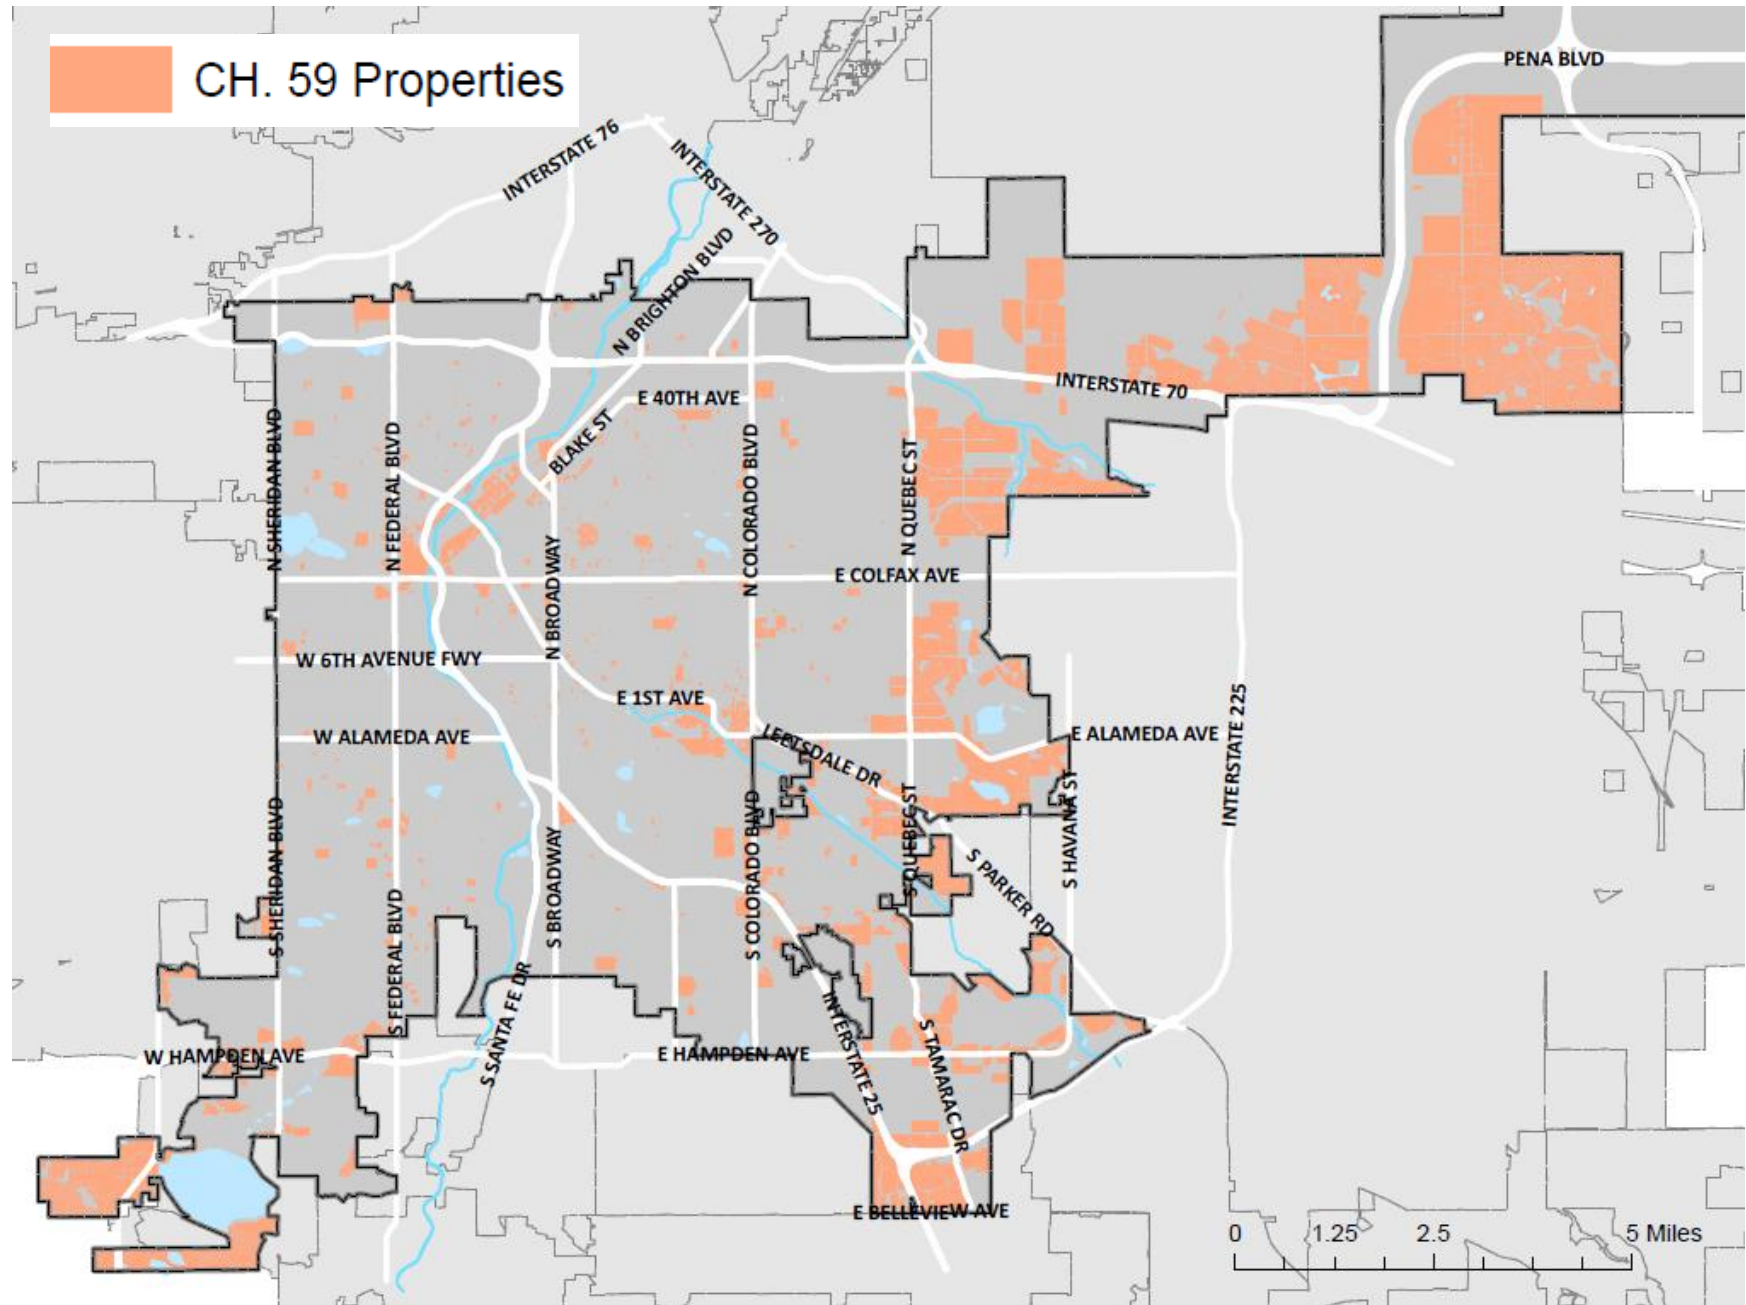 CH. 59 Properties
PENA BLVD
INTERSTATE 76
INTERSTATE 270
N BRIGHTON BLVD
INTERSTATE 70
E 40TH AVE
BLAKE ST
N SHERIDAN BLVD
N FEDERAL BLVD
N COLORADO BLVD
N QUEBEC ST
E COLFAX AVE
N BROADWAY
W 6TH AVENUE FWY
E 1ST AVE
W ALAMEDA AVE
LEETSDALE DR
E ALAMEDA AVE
INTERSTATE 225
S SHERIDAN BLVD
S FEDERAL BLVD
S BROADWAY
S COLORADO BLVD
S QUEBEC ST
S HAVANA ST
S PARKER RD
S SANTA FE DR
INTERSTATE 25
S TAMARAC DR
W HAMPDEN AVE
E HAMPDEN AVE
E BELLEVIEW AVE
0 1.25 2.5 5 Miles